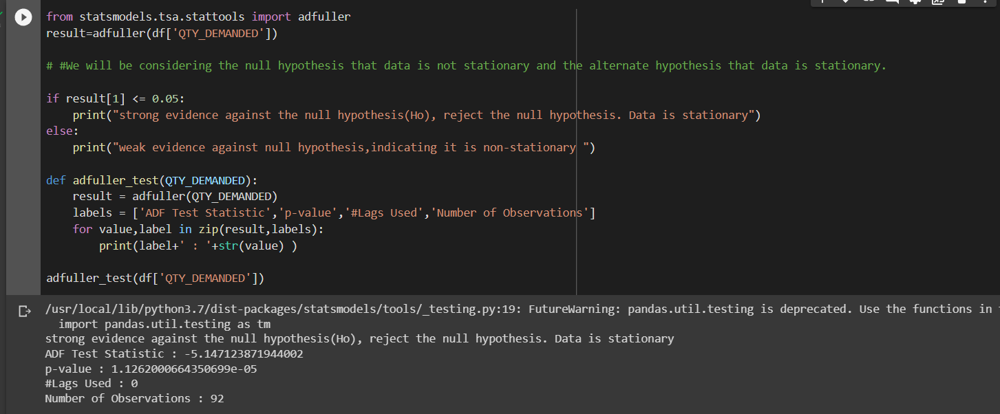 from statsmodels.tsa.stattools import adfuller
result=adfuller(df['QTY_DEMANDED'])
# #We will be considering the null hypothesis that data is not stationary and the alternate hypothesis that data is stationary.
if result[1] <= 0.05:
    print("strong evidence against the null hypothesis(Ho), reject the null hypothesis. Data is stationary")
else:
    print("weak evidence against null hypothesis,indicating it is non-stationary ")
def adfuller_test(QTY_DEMANDED):
    result = adfuller(QTY_DEMANDED)
    labels = ['ADF Test Statistic','p-value','#Lags Used','Number of Observations']
    for value,label in zip(result,labels):
        print(label+' : '+str(value) )
adfuller_test(df['QTY_DEMANDED'])
/usr/local/lib/python3.7/dist-packages/statsmodels/tools/_testing.py:19: FutureWarning: pandas.util.testing is deprecated. Use the functions in
  import pandas.util.testing as tm
strong evidence against the null hypothesis(Ho), reject the null hypothesis. Data is stationary
ADF Test Statistic : -5.147123871944002
p-value : 1.1262000664350699e-05
#Lags Used : 0
Number of Observations : 92